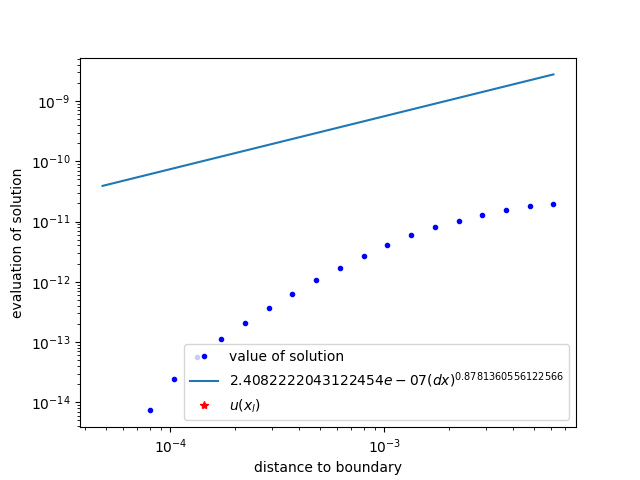 10⁻⁹
10⁻¹⁰
10⁻¹¹
10⁻¹²
10⁻¹³
10⁻¹⁴
evaluation of solution
value of solution
2.4082222043122454e − 07(dx)^0.8781360556122566
u(x_l)
10⁻⁴ 10⁻³
distance to boundary